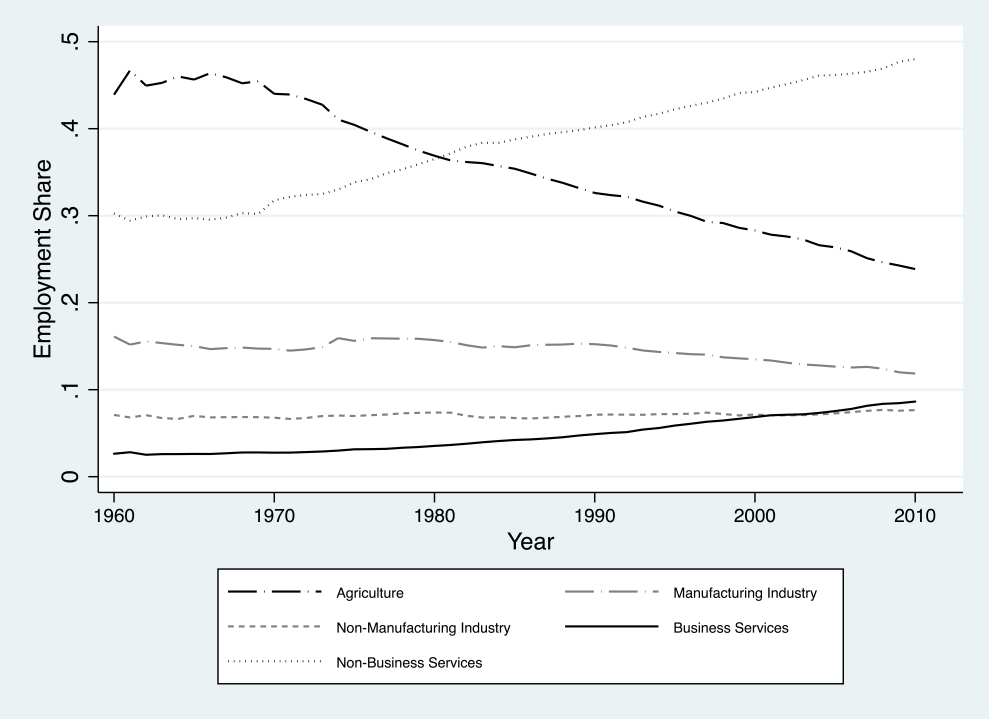 Employment Share
.5
.4
.3
.2
.1
0
1960 1970 1980 1990 2000 2010
Year
Agriculture Manufacturing Industry
Non-Manufacturing Industry Business Services
Non-Business Services